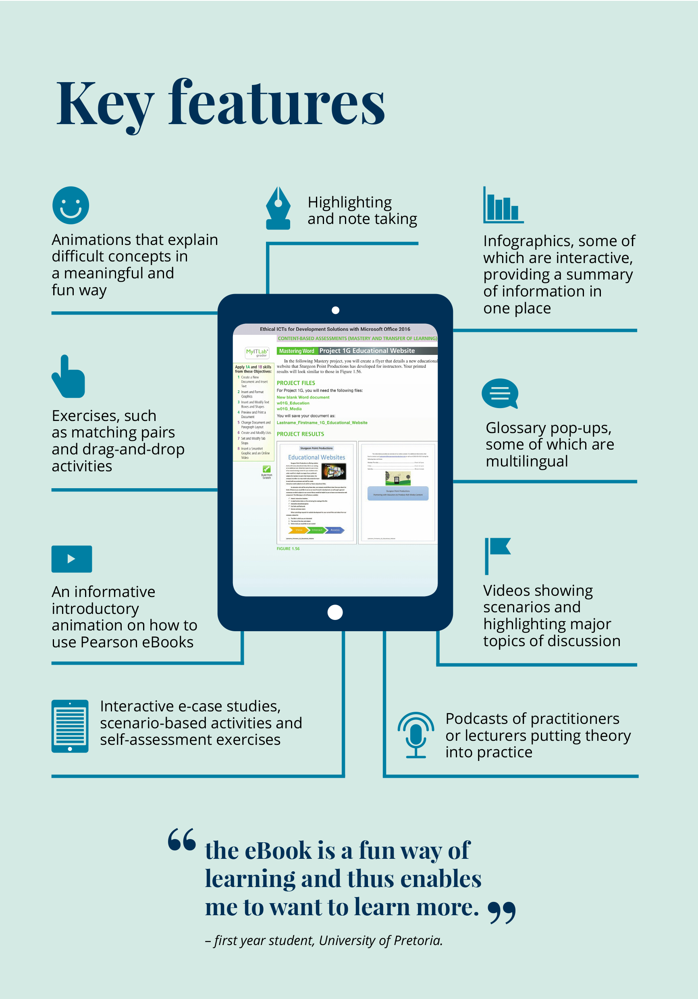 Key features
Animations that explain
difficult concepts in
a meaningful and
fun way
Highlighting
and note taking
Infographics, some of
which are interactive,
providing a summary
of information in
one place
Exercises, such
as matching pairs
and drag-and-drop
activities
Glossary pop-ups,
some of which are
multilingual
An informative
introductory
animation on how to
use Pearson eBooks
Videos showing
scenarios and
highlighting major
topics of discussion
Interactive e-case studies,
scenario-based activities and
self-assessment exercises
Podcasts of practitioners
or lecturers putting theory
into practice
Ethical ICTs for Development Solutions with Microsoft Office 2016
CONTENT-BASED ASSESSMENTS (MASTERY AND TRANSFER OF LEARNING)
MyITLab
grader
Mastering Word Project 1G Educational Website
In the following Mastery project, you will create a flyer that details a new educational
website that Sturgeon Point Productions has developed for instructors. Your printed
results will look similar to those in Figure 1.56.
Apply 1A and 1B skills
from these Objectives:
1 Create a New
Document and Insert
Text
2 Insert and Format
Graphics
3 Insert and Modify Text
Boxes and Shapes
4 Preview and Print a
Document
5 Change Document and
Paragraph Layout
6 Create and Modify Lists
7 Set and Modify Tab
Stops
8 Insert a SmartArt
Graphic and an Online
Video
Build from
Scratch
PROJECT FILES
For Project 1G, you will need the following files:
New blank Word document
w01G_Education
w01G_Media
You will save your document as:
Lastname_Firstname_1G_Educational_Website
PROJECT RESULTS
Sturgeon Point Productions
Educational Websites
View Interact Assess
Sturgeon Point Productions
Partnering with Educators to Produce Rich Media Content
FIGURE 1.56
“the eBook is a fun way of
learning and thus enables
me to want to learn more.”
– first year student, University of Pretoria.